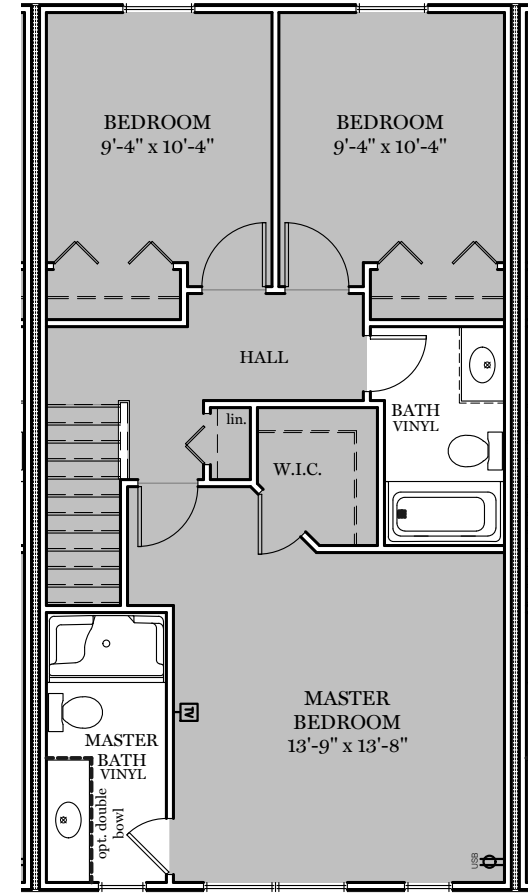 BEDROOM
9'-4" x 10'-4"
BEDROOM
9'-4" x 10'-4"
HALL
BATH
VINYL
lin.
W.I.C.
MASTER
BEDROOM
13'-9" x 13'-8"
TV
MASTER
BATH
VINYL
opt. double
bowl
USB